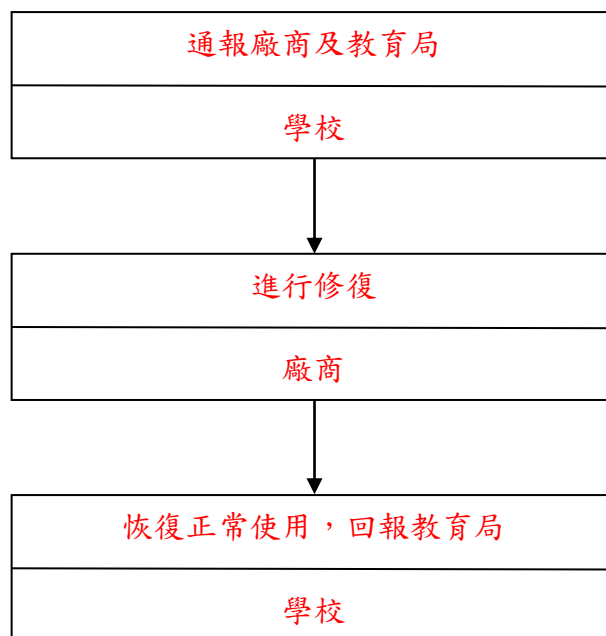 通報廠商及教育局
學校
進行修復
廠商
恢復正常使用，回報教育局
學校